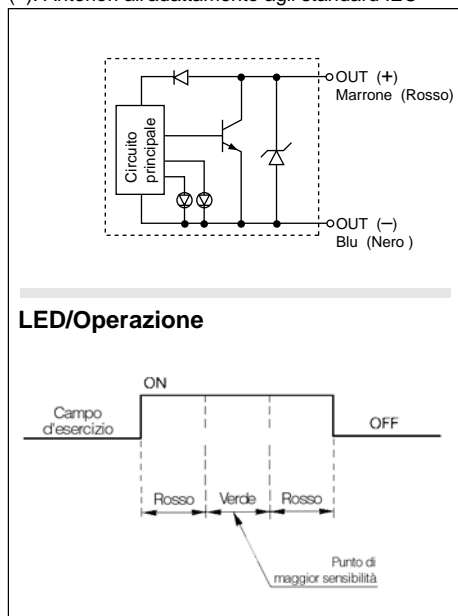 ( ): Anteriori all'adattamento agli standard IEC
OUT (+)
Marrone (Rosso)
Circuito
principale
OUT (−)
Blu (Nero )
LED/Operazione
ON
Campo
d'esercizio
OFF
Rosso
Verde
Rosso
Punto di
maggior sensibilità